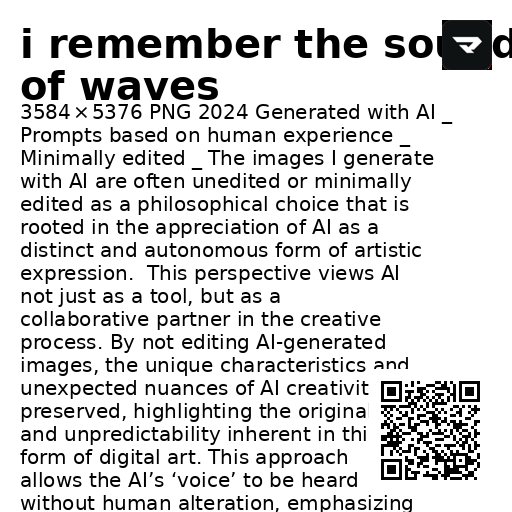 i remember the sound
of waves
3584×5376 PNG 2024 Generated with AI _
Prompts based on human experience _
Minimally edited _ The images I generate
with AI are often unedited or minimally
edited as a philosophical choice that is
rooted in the appreciation of AI as a
distinct and autonomous form of artistic
expression.  This perspective views AI
not just as a tool, but as a
collaborative partner in the creative
process. By not editing AI-generated
images, the unique characteristics and
unexpected nuances of AI creativit
preserved, highlighting the original
and unpredictability inherent in thi
form of digital art. This approach
allows the AI’s ‘voice’ to be heard
without human alteration, emphasizing